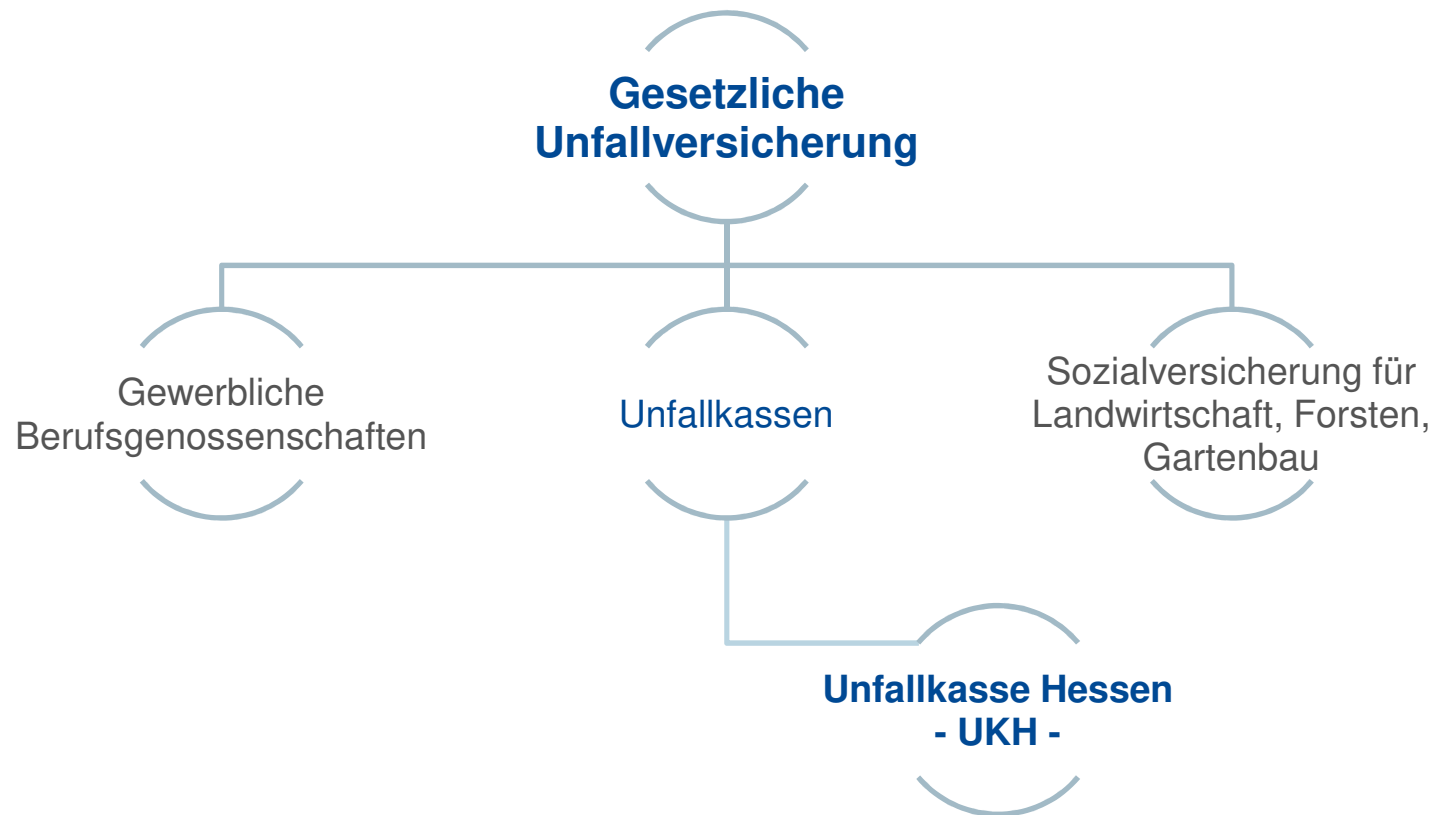 Gesetzliche
Unfallversicherung
Gewerbliche
Berufsgenossenschaften
Unfallkassen
Sozialversicherung für
Landwirtschaft, Forsten,
Gartenbau
Unfallkasse Hessen
- UKH -